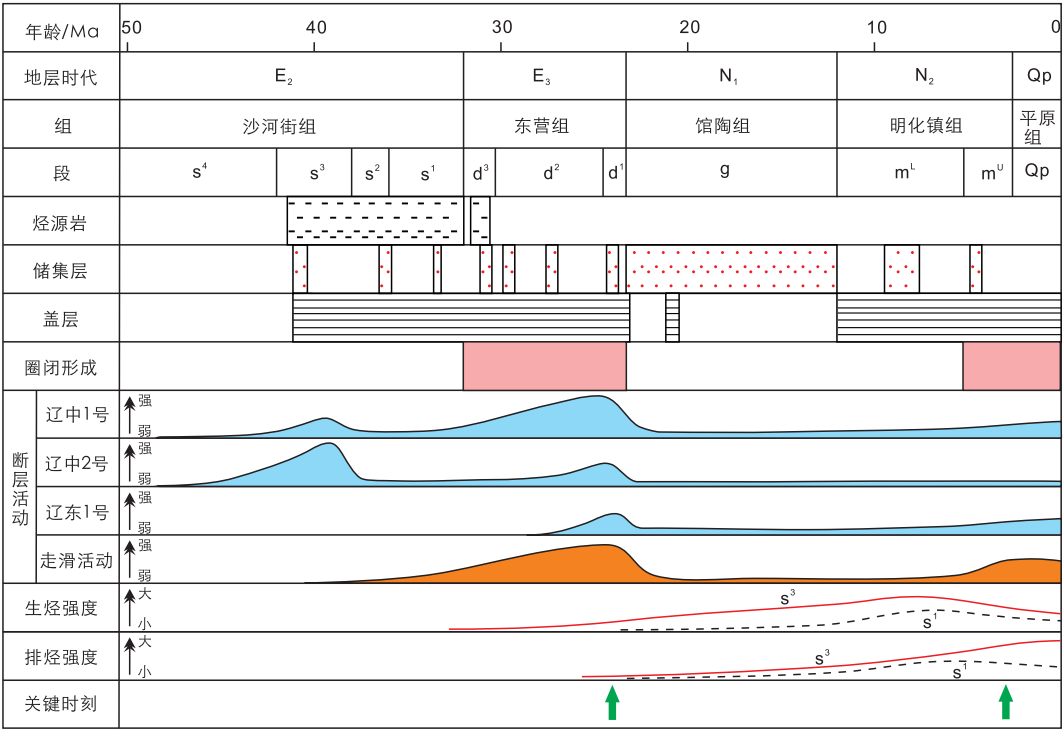 年龄/Ma 50 40 30 20 10 0
地层时代 E₂ E₃ N₁ N₂ Qp
组 沙河街组 东营组 馆陶组 明化镇组 平原组
段 s⁴ s³ s² s¹ d³ d² d¹ g mᴸ mᵁ Qp
烃源岩
储集层
盖层
圈闭形成
断层活动
辽中1号 强 弱
辽中2号 强 弱
辽东1号 强 弱
走滑活动 强 弱
生烃强度 大 小 s³ s¹
排烃强度 大 小 s³ s¹
关键时刻